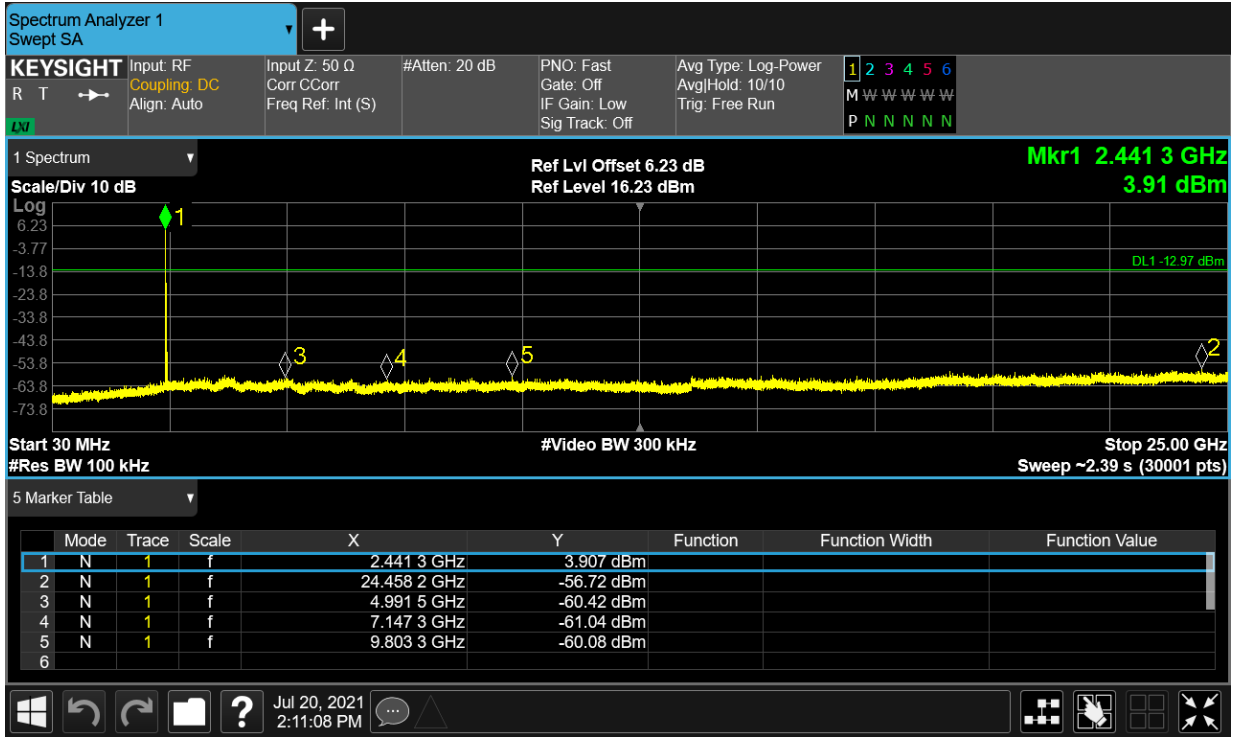 Spectrum Analyzer 1
Swept SA
KEYSIGHT
R T
LXI
Input: RF
Coupling: DC
Align: Auto
Input Z: 50 Ω
Corr CCorr
Freq Ref: Int (S)
#Atten: 20 dB
PNO: Fast
Gate: Off
IF Gain: Low
Sig Track: Off
Avg Type: Log-Power
Avg|Hold: 10/10
Trig: Free Run
1 2 3 4 5 6
M W W W W W
P N N N N N
1 Spectrum
Scale/Div 10 dB
Ref Lvl Offset 6.23 dB
Ref Level 16.23 dBm
Mkr1 2.441 3 GHz
3.91 dBm
Log
6.23
-3.77
-13.8
-23.8
-33.8
-43.8
-53.8
-63.8
-73.8
1
DL1 -12.97 dBm
3
4
5
2
Start 30 MHz
#Res BW 100 kHz
#Video BW 300 kHz
Stop 25.00 GHz
Sweep ~2.39 s (30001 pts)
5 Marker Table
Mode Trace Scale X Y Function Function Width Function Value
1 N 1 f 2.441 3 GHz 3.907 dBm
2 N 1 f 24.458 2 GHz -56.72 dBm
3 N 1 f 4.991 5 GHz -60.42 dBm
4 N 1 f 7.147 3 GHz -61.04 dBm
5 N 1 f 9.803 3 GHz -60.08 dBm
6
?
Jul 20, 2021
2:11:08 PM